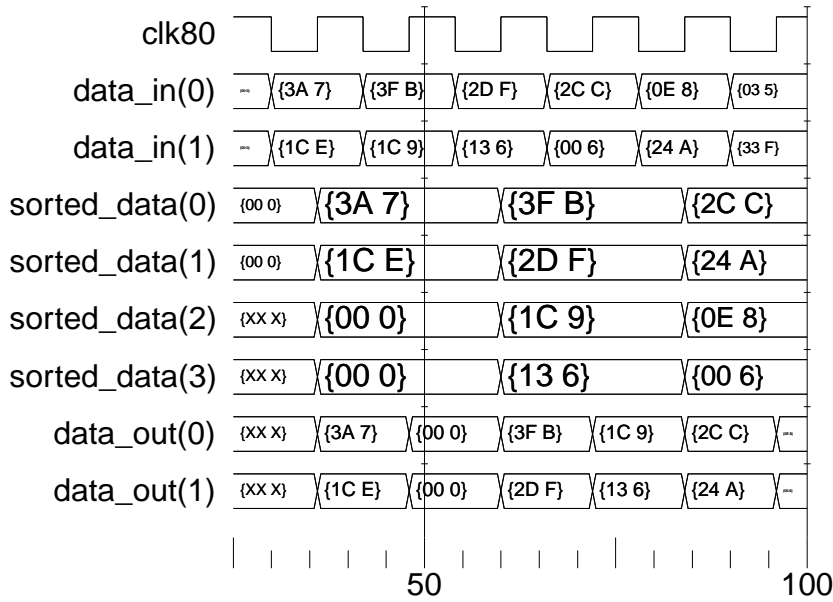 clk80
data_in(0) {3A 7} {3F B} {2D F} {2C C} {0E 8} {03 5}
data_in(1) {1C E} {1C 9} {13 6} {00 6} {24 A} {33 F}
sorted_data(0) {00 0} {3A 7} {3F B} {2C C}
sorted_data(1) {00 0} {1C E} {2D F} {24 A}
sorted_data(2) {XX X} {00 0} {1C 9} {0E 8}
sorted_data(3) {XX X} {00 0} {13 6} {00 6}
data_out(0) {XX X} {3A 7} {00 0} {3F B} {1C 9} {2C C}
data_out(1) {XX X} {1C E} {00 0} {2D F} {13 6} {24 A}
50 100